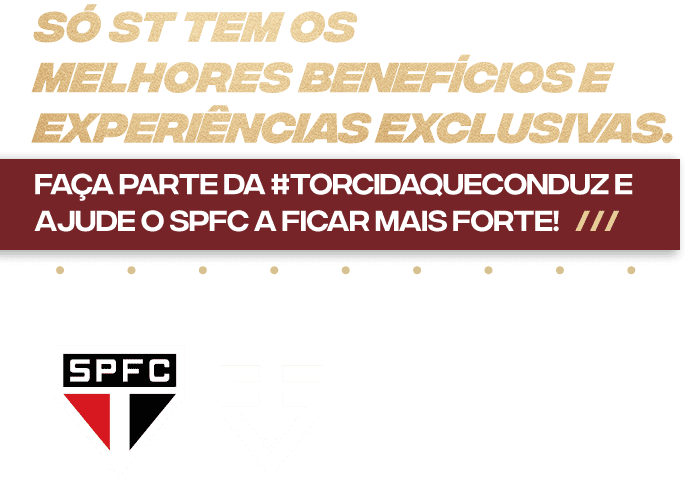 SÓ ST TEM OS
MELHORES BENEFÍCIOS E
EXPERIÊNCIAS EXCLUSIVAS.
FAÇA PARTE DA #TORCIDAQUECONDUZ E
AJUDE O SPFC A FICAR MAIS FORTE! ///
SPFC